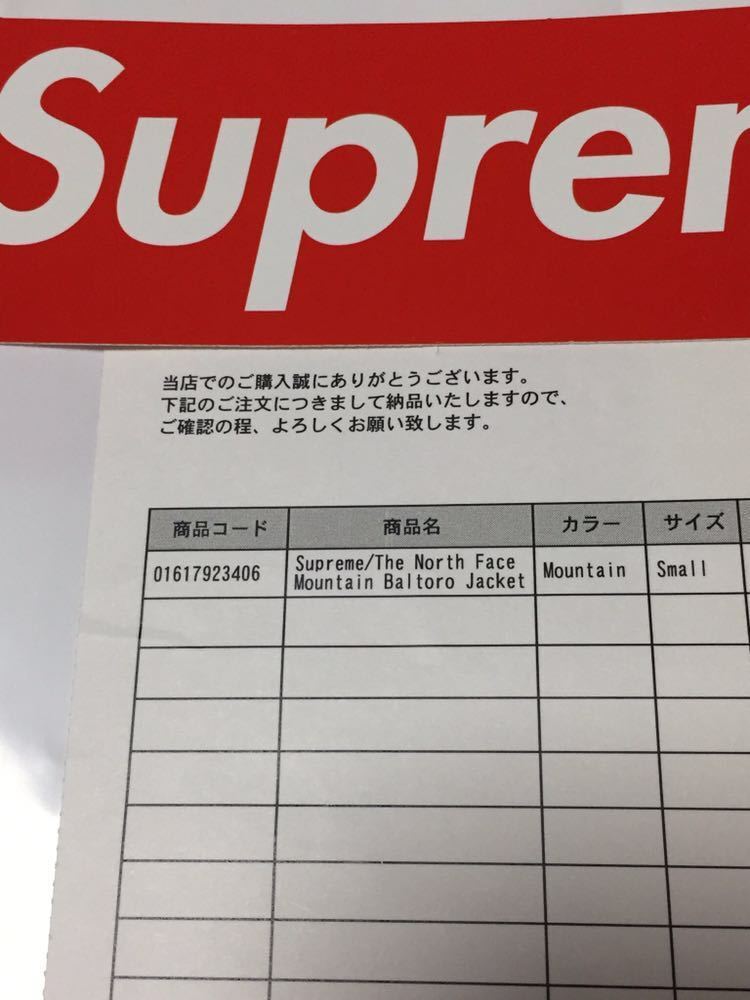 Suprem
当店でのご購入誠にありがとうございます。
下記のご注文につきまして納品いたしますので、
ご確認の程、よろしくお願い致します。
商品コード 商品名 カラー サイズ
01617923406 Supreme/The North Face Mountain Baltoro Jacket Mountain Small